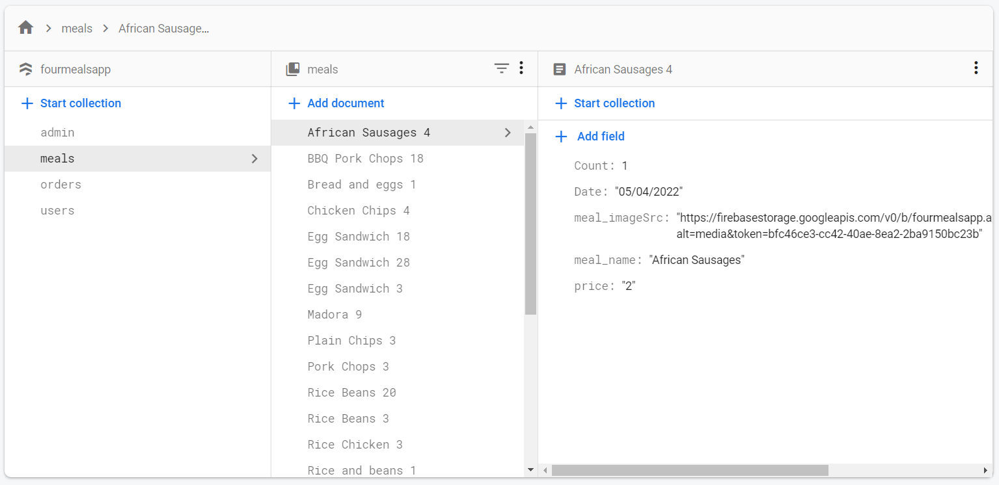 meals
African Sausage...
fourmealsapp
Start collection
admin
meals
orders
users
meals
Add document
African Sausages 4
BBQ Pork Chops 18
Bread and eggs 1
Chicken Chips 4
Egg Sandwich 18
Egg Sandwich 28
Egg Sandwich 3
Madora 9
Plain Chips 3
Pork Chops 3
Rice Beans 20
Rice Beans 3
Rice Chicken 3
Rice and beans 1
African Sausages 4
Start collection
Add field
Count: 1
Date: "05/04/2022"
meal_imageSrc: "https://firebasestorage.googleapis.com/v0/b/fourmealsapp.a
alt=media&token=bfc46ce3-cc42-40ae-8ea2-2ba9150bc23b"
meal_name: "African Sausages"
price: "2"